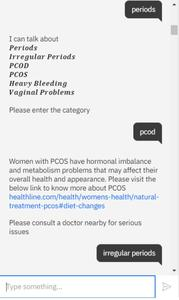 periods
I can talk about
Periods
Irregular Periods
PCOD
PCOS
Heavy Bleeding
Vaginal Problems
Please enter the category
pcod
Women with PCOS have hormonal imbalance
and metabolism problems that may affect their
overall health and appearance. Please visit the
below link to know more about PCOS
healthline.com/health/womens-health/natural-
treatment-pcos#diet-changes
Please consult a doctor nearby for serious
issues
irregular periods
Type something...